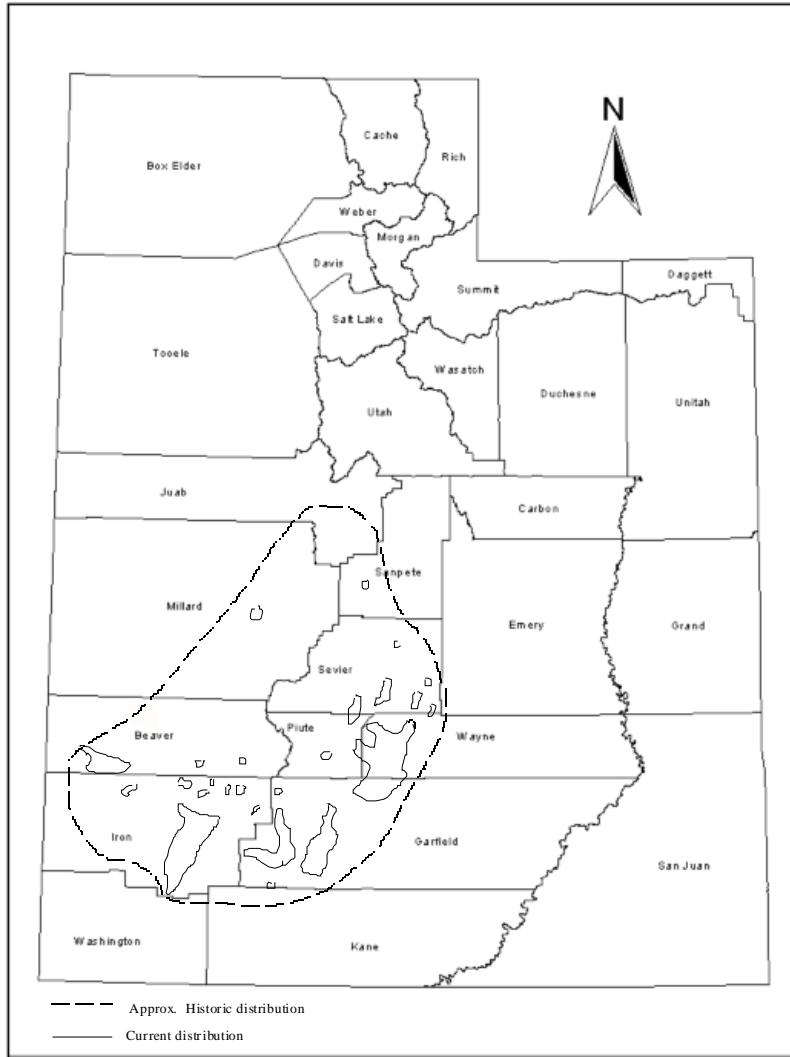 N
Cache
Rich
Box Elder
Weber
Morgan
Davis
Summit
Daggett
Salt Lake
Tooele
Wasatch
Duchesne
Unitah
Utah
Juab
Carbon
Sanpete
Millard
Emery
Grand
Sevier
Beaver
Piute
Wayne
Iron
Garfield
San Juan
Washington
Kane
Approx. Historic distribution
Current distribution